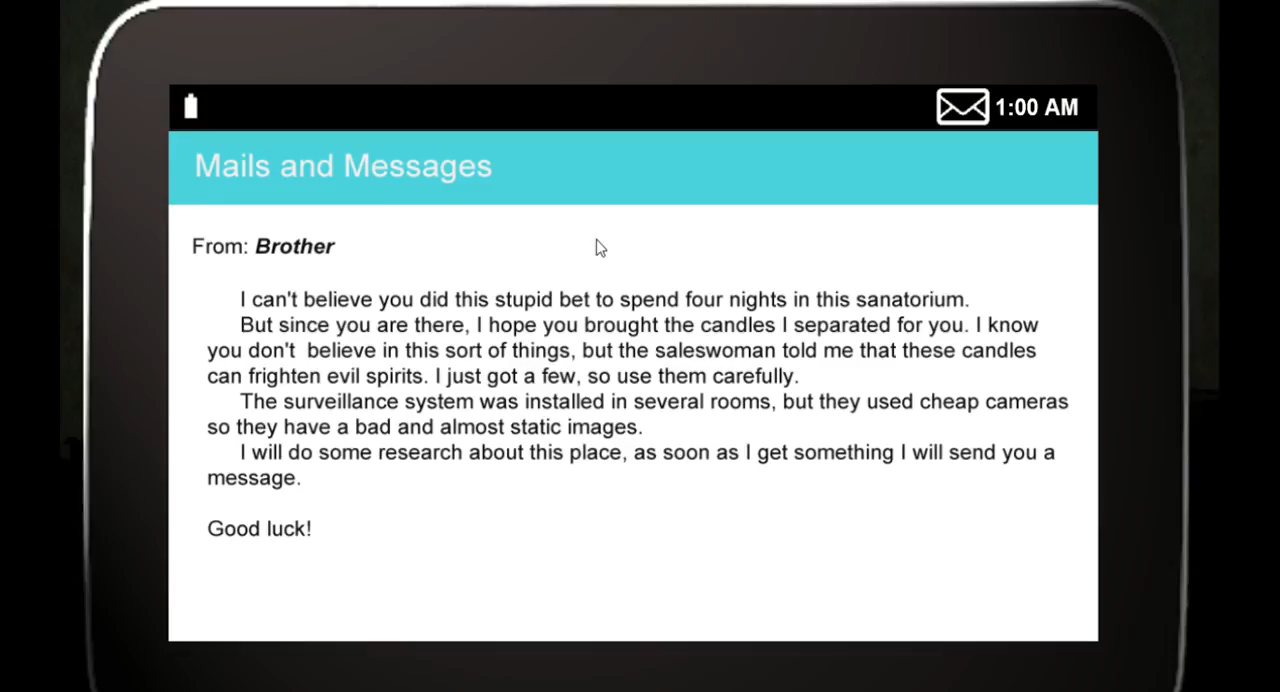 1:00 AM
Mails and Messages
From: Brother
I can't believe you did this stupid bet to spend four nights in this sanatorium.
But since you are there, I hope you brought the candles I separated for you. I know
you don't  believe in this sort of things, but the saleswoman told me that these candles
can frighten evil spirits. I just got a few, so use them carefully.
The surveillance system was installed in several rooms, but they used cheap cameras
so they have a bad and almost static images.
I will do some research about this place, as soon as I get something I will send you a
message.
Good luck!